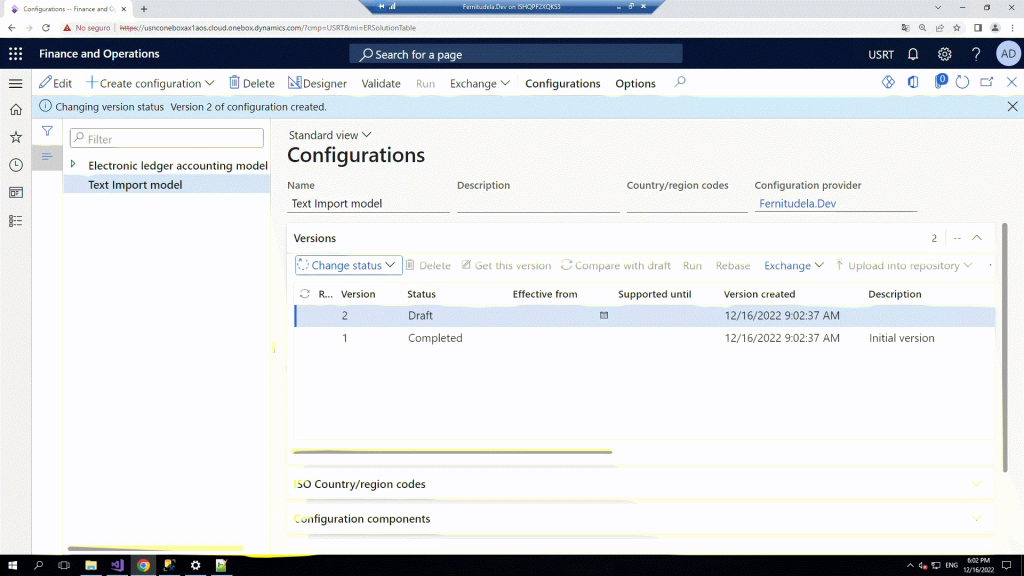 Configurations -- Finance and O
Fernitudela.Dev on ISHQPF2XQKS3
No seguro https://usnconeboxax1aos.cloud.onebox.dynamics.com/?cmp=USRT&mi=ERSolutionTable
Finance and Operations Search for a page USRT AD
Edit Create configuration Delete Designer Validate Run Exchange Configurations Options 0
Changing version status Version 2 of configuration created.
Filter
Electronic ledger accounting model
Text Import model
Standard view
Configurations
Name Description Country/region codes Configuration provider
Text Import model Fernitudela.Dev
Versions 2 --
Change status Delete Get this version Compare with draft Run Rebase Exchange Upload into repository
R... Version Status Effective from Supported until Version created Description
2 Draft 12/16/2022 9:02:37 AM
1 Completed 12/16/2022 9:02:37 AM Initial version
ISO Country/region codes
Configuration components
ENG 6:02 PM
12/16/2022